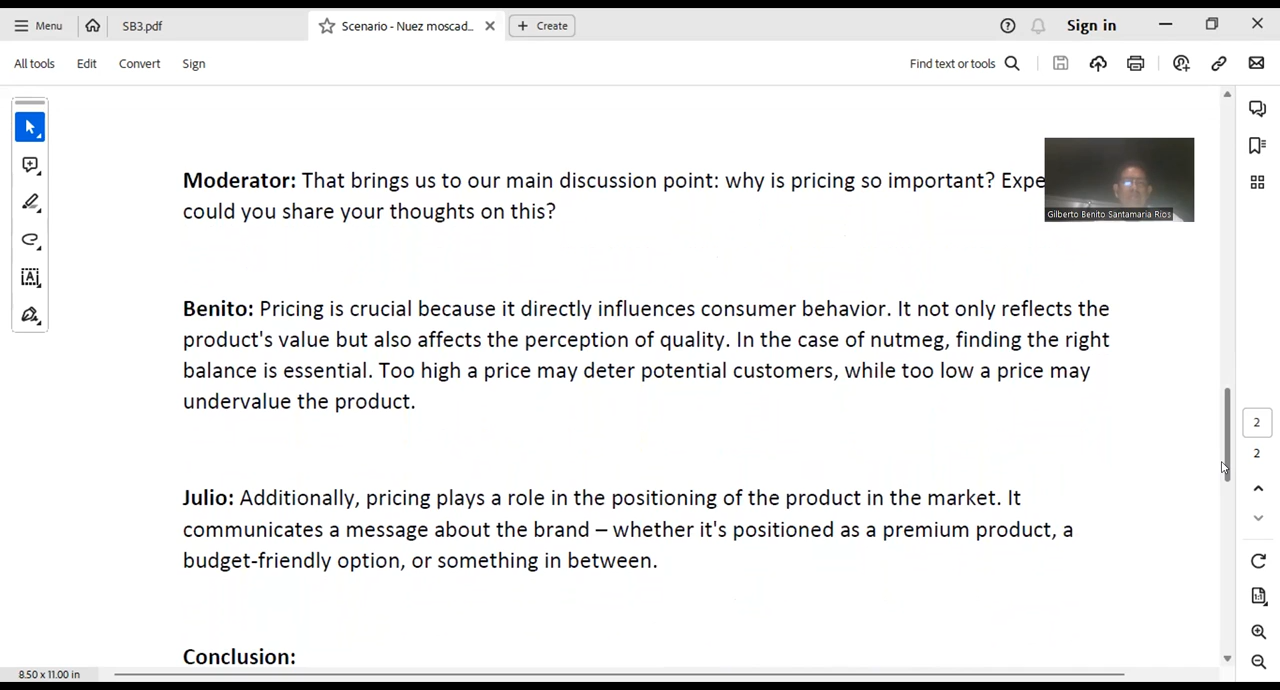 Menu
SB3.pdf
Scenario - Nuez moscad...
Create
Sign in
All tools
Edit
Convert
Sign
Find text or tools
Moderator: That brings us to our main discussion point: why is pricing so important?
could you share your thoughts on this?
Gilberto Benito Santamaria Rios
Benito: Pricing is crucial because it directly influences consumer behavior. It not only reflects the
product's value but also affects the perception of quality. In the case of nutmeg, finding the right
balance is essential. Too high a price may deter potential customers, while too low a price may
undervalue the product.
Julio: Additionally, pricing plays a role in the positioning of the product in the market. It
communicates a message about the brand – whether it's positioned as a premium product, a
budget-friendly option, or something in between.
Conclusion:
2
2
1:1
8.50 x 11.00 in